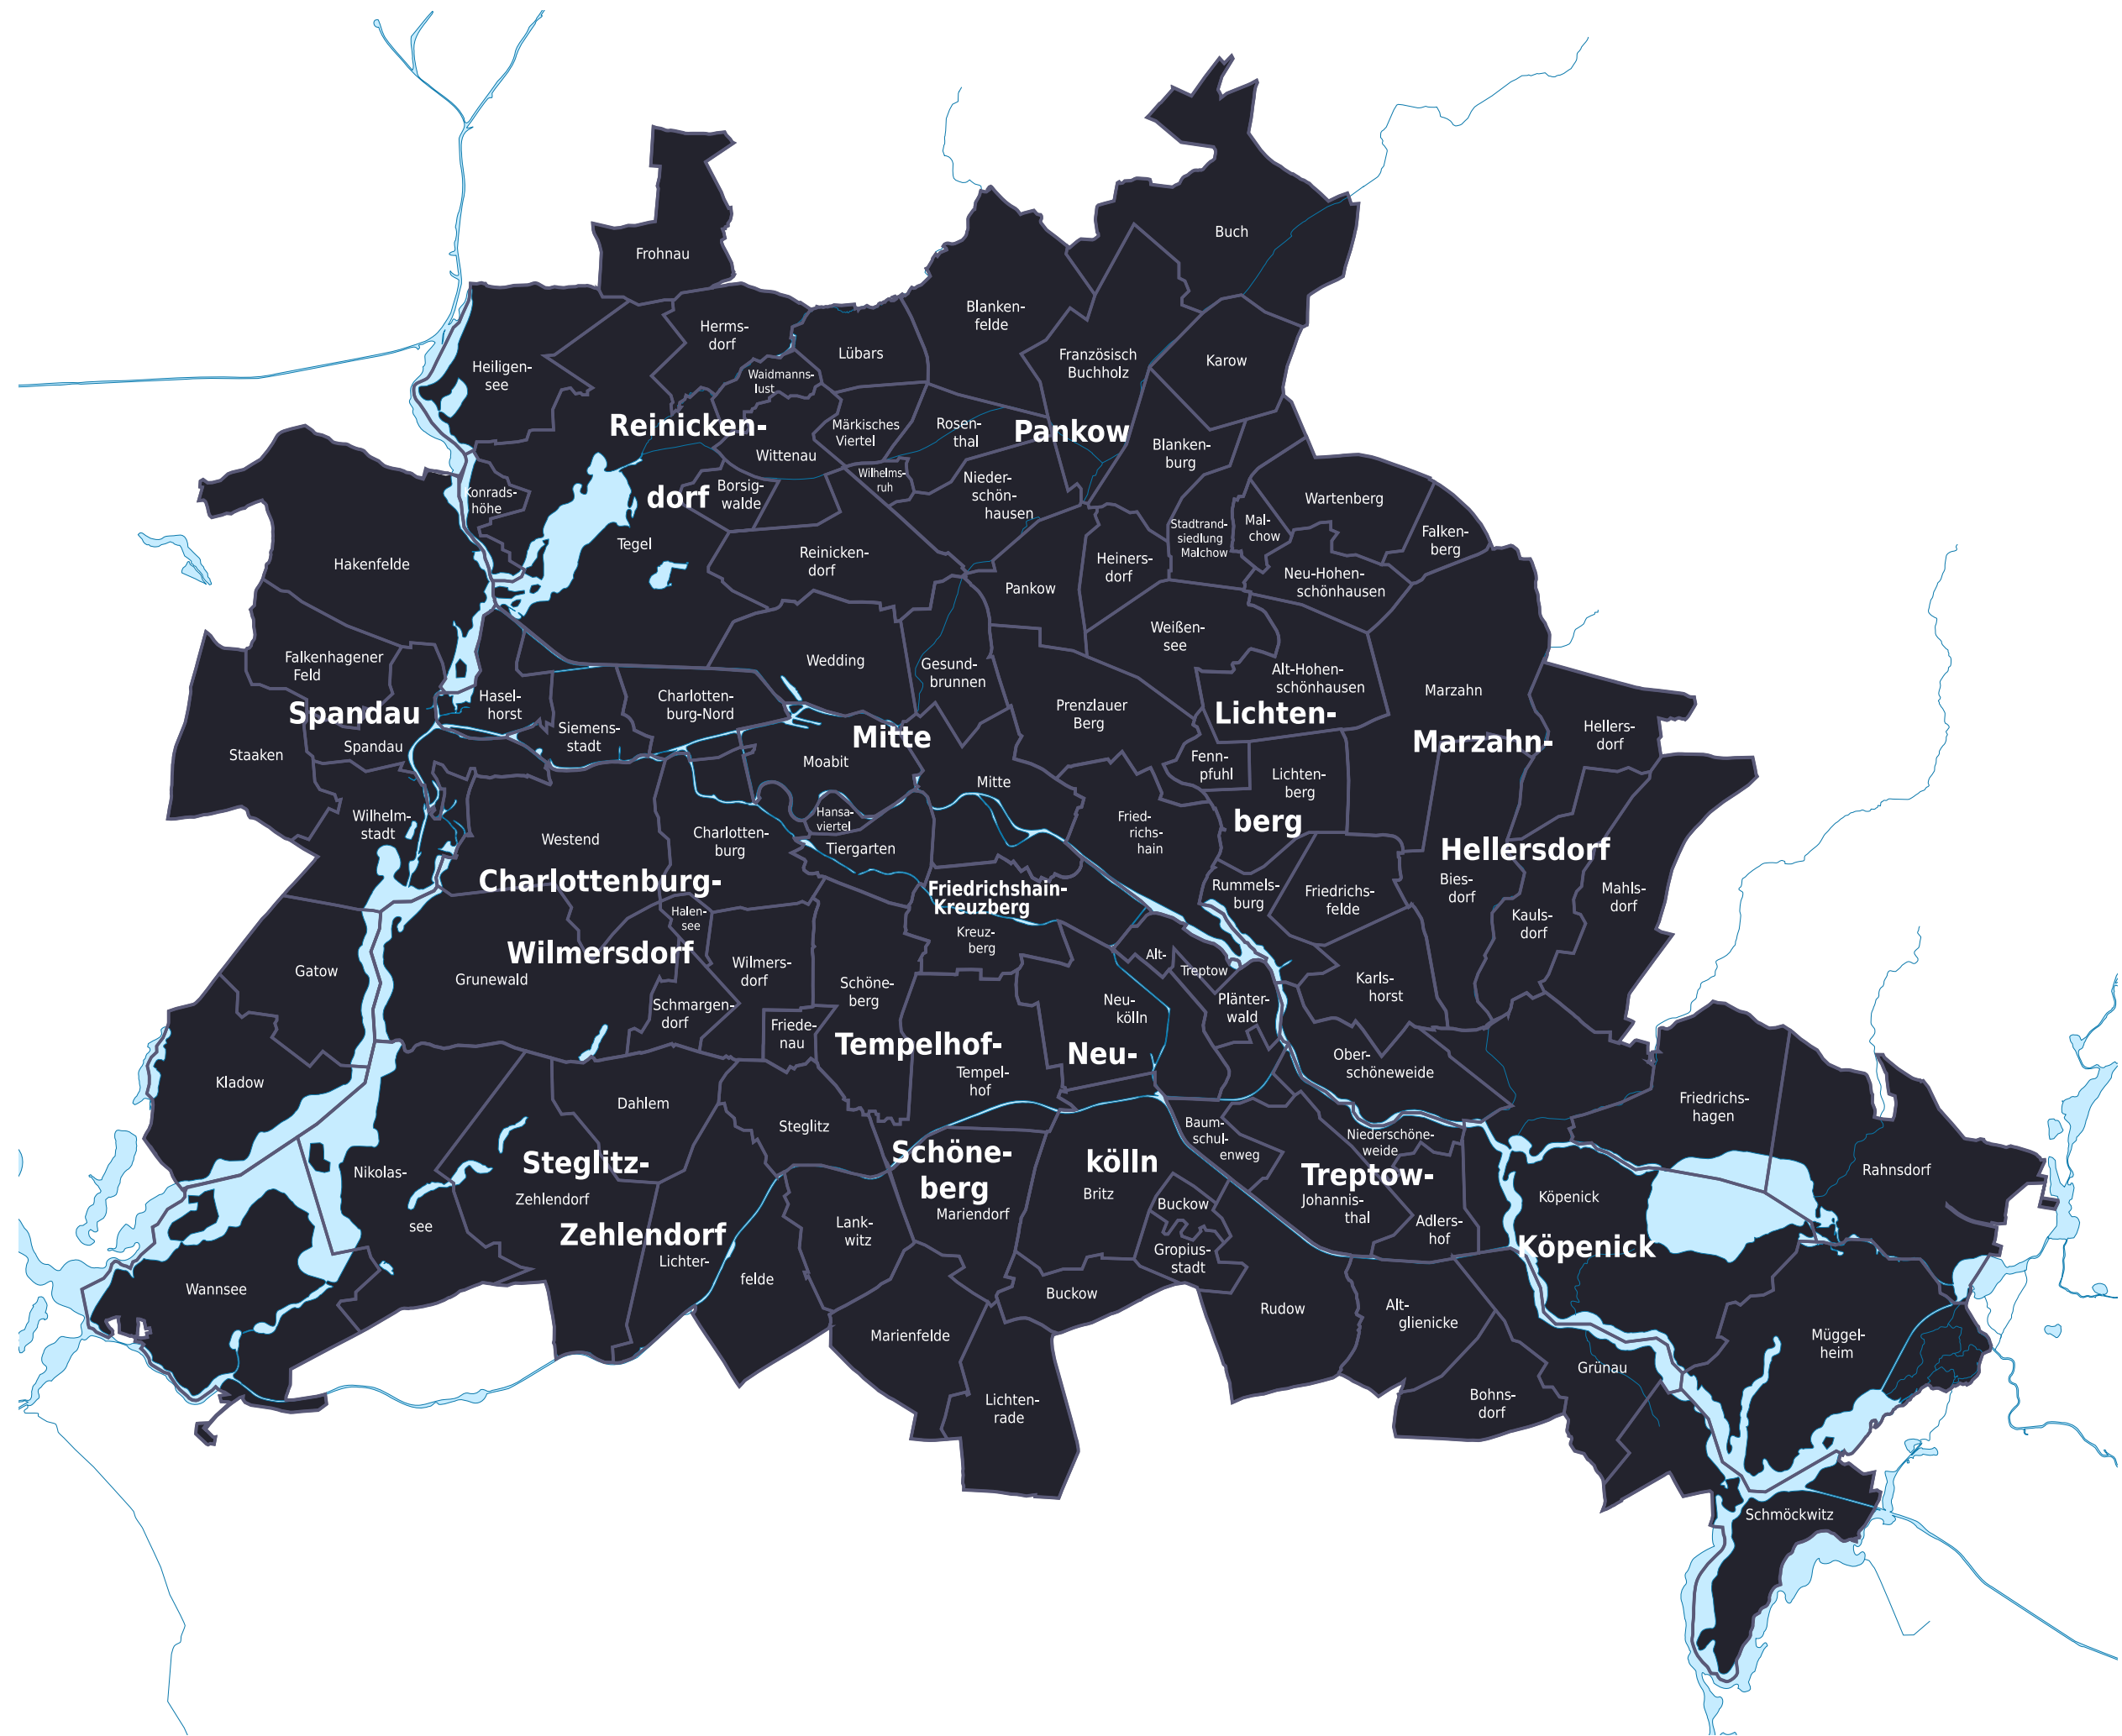 Buch
Frohnau
Blanken-
felde
Herms-
dorf
Lübars
Französisch
Buchholz
Karow
Heiligen-
see
Waidmanns-
lust
Reinicken-
dorf
Märkisches
Viertel
Rosen-
thal
Pankow
Blanken-
burg
Wittenau
Wilhelms-
ruh
Nieder-
schön-
hausen
Borsig-
walde
Konrads-
höhe
Wartenberg
Stadtrand-
siedlung
Malchow
Mal-
chow
Falken-
berg
Tegel
Hakenfelde
Reinicken-
dorf
Heiners-
dorf
Pankow
Neu-Hohen-
schönhausen
Weißen-
see
Falkenhagener
Feld
Wedding
Gesund-
brunnen
Alt-Hohen-
schönhausen
Marzahn
Spandau
Hasel-
horst
Charlotten-
burg-Nord
Prenzlauer
Berg
Lichten-
berg
Staaken
Spandau
Siemens-
stadt
Mitte
Moabit
Marzahn-
Hellersdorf
Hellers-
dorf
Fenn-
pfuhl
Lichten-
berg
Mitte
Wilhelm-
stadt
Westend
Charlotten-
burg
Hansa-
viertel
Tiergarten
Fried-
richs-
hain
Charlottenburg-
Wilmersdorf
Friedrichshain-
Kreuzberg
Rummels-
burg
Friedrichs-
felde
Bies-
dorf
Mahls-
dorf
Kauls-
dorf
Halen-
see
Kreuz-
berg
Alt-
Treptow
Gatow
Grunewald
Wilmers-
dorf
Schöne-
berg
Karls-
horst
Schmargen-
dorf
Friede-
nau
Neu-
kölln
Plänter-
wald
Tempelhof-
Schöne-
berg
Neu-
kölln
Ober-
schöneweide
Kladow
Tempel-
hof
Dahlem
Steglitz
Friedrichs-
hagen
Baum-
schul-
enweg
Niederschöne-
weide
Steglitz-
Zehlendorf
Nikolas-
see
Zehlendorf
Treptow-
Köpenick
Rahnsdorf
Köpenick
Britz
Buckow
Johannis-
thal
Mariendorf
Lank-
witz
Adlers-
hof
Lichter-
felde
Gropius-
stadt
Wannsee
Buckow
Rudow
Alt-
glienicke
Marienfelde
Müggel-
heim
Grünau
Lichten-
rade
Bohns-
dorf
Schmöckwitz